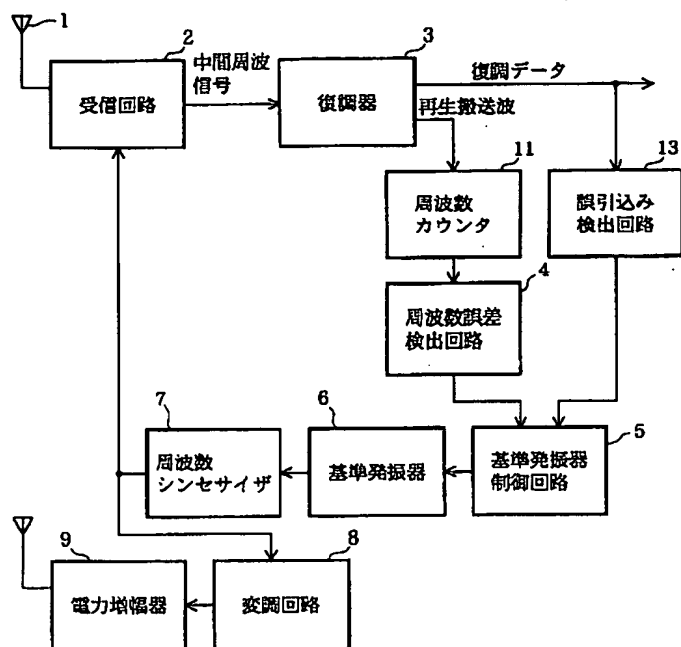 1
2
受信回路
中間周波
信号
3
復調器
復調データ
再生搬送波
11
周波数
カウンタ
13
誤引込み
検出回路
4
周波数誤差
検出回路
7
周波数
シンセサイザ
6
基準発振器
5
基準発振器
制御回路
9
電力増幅器
8
変調回路